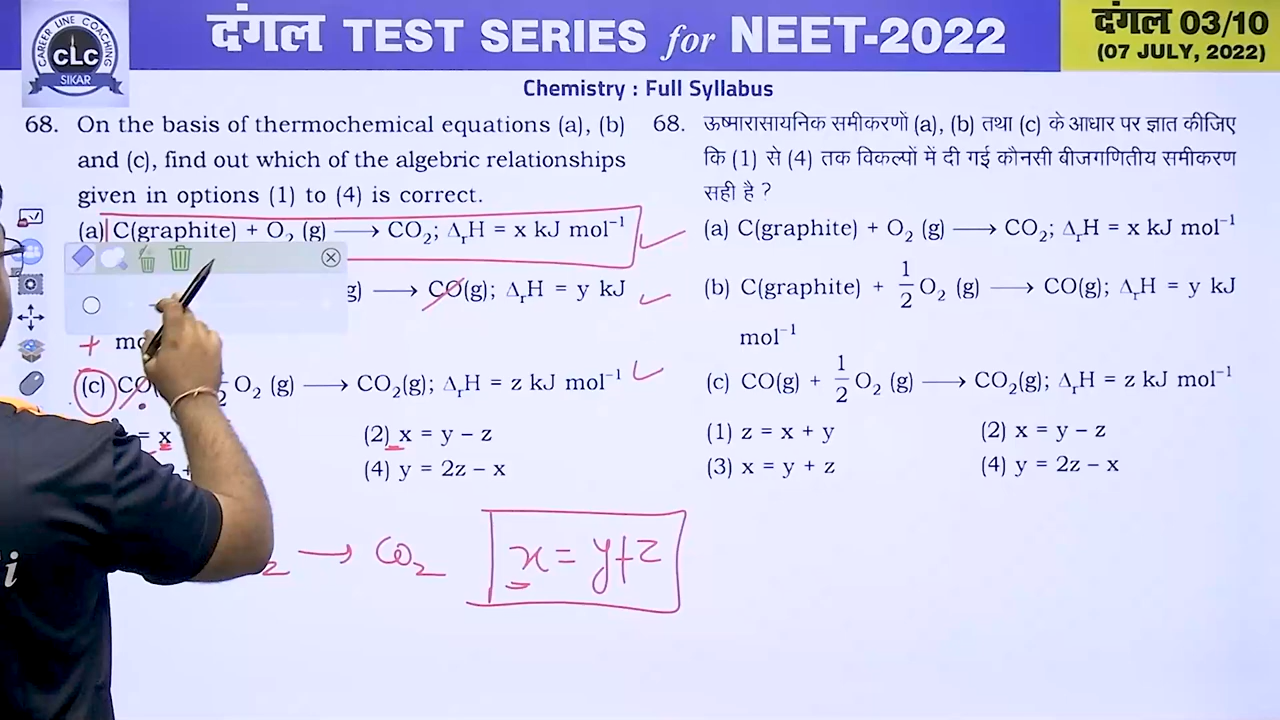 CAREER LINE COACHING
CLC
SIKAR
दंगल TEST SERIES for NEET-2022
दंगल 03/10
(07 JULY, 2022)
Chemistry : Full Syllabus
68. On the basis of thermochemical equations (a), (b)
and (c), find out which of the algebric relationships
given in options (1) to (4) is correct.
(a) C(graphite) + O₂ (g) ⟶ CO₂; ΔᵣH = x kJ mol⁻¹
g) ⟶ CO(g); ΔᵣH = y kJ
+ mo
(c) CO O₂ (g) ⟶ CO₂(g); ΔᵣH = z kJ mol⁻¹
= x (2) x = y – z
(4) y = 2z – x
₂ ⟶ CO₂ x = y+z
68. ऊष्मारासायनिक समीकरणों (a), (b) तथा (c) के आधार पर ज्ञात कीजिए
कि (1) से (4) तक विकल्पों में दी गई कौनसी बीजगणितीय समीकरण
सही है ?
(a) C(graphite) + O₂ (g) ⟶ CO₂; ΔᵣH = x kJ mol⁻¹
(b) C(graphite) + 1/2 O₂ (g) ⟶ CO(g); ΔᵣH = y kJ
mol⁻¹
(c) CO(g) + 1/2 O₂ (g) ⟶ CO₂(g); ΔᵣH = z kJ mol⁻¹
(1) z = x + y (2) x = y – z
(3) x = y + z (4) y = 2z – x